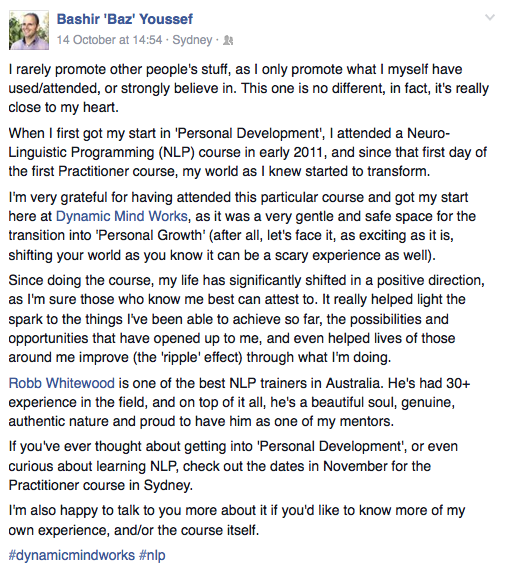 Bashir 'Baz' Youssef
14 October at 14:54 · Sydney ·
I rarely promote other people's stuff, as I only promote what I myself have
used/attended, or strongly believe in. This one is no different, in fact, it's really
close to my heart.
When I first got my start in 'Personal Development', I attended a Neuro-
Linguistic Programming (NLP) course in early 2011, and since that first day of
the first Practitioner course, my world as I knew started to transform.
I'm very grateful for having attended this particular course and got my start
here at Dynamic Mind Works, as it was a very gentle and safe space for the
transition into 'Personal Growth' (after all, let's face it, as exciting as it is,
shifting your world as you know it can be a scary experience as well).
Since doing the course, my life has significantly shifted in a positive direction,
as I'm sure those who know me best can attest to. It really helped light the
spark to the things I've been able to achieve so far, the possibilities and
opportunities that have opened up to me, and even helped lives of those
around me improve (the 'ripple' effect) through what I'm doing.
Robb Whitewood is one of the best NLP trainers in Australia. He's had 30+
experience in the field, and on top of it all, he's a beautiful soul, genuine,
authentic nature and proud to have him as one of my mentors.
If you've ever thought about getting into 'Personal Development', or even
curious about learning NLP, check out the dates in November for the
Practitioner course in Sydney.
I'm also happy to talk to you more about it if you'd like to know more of my
own experience, and/or the course itself.
#dynamicmindworks #nlp